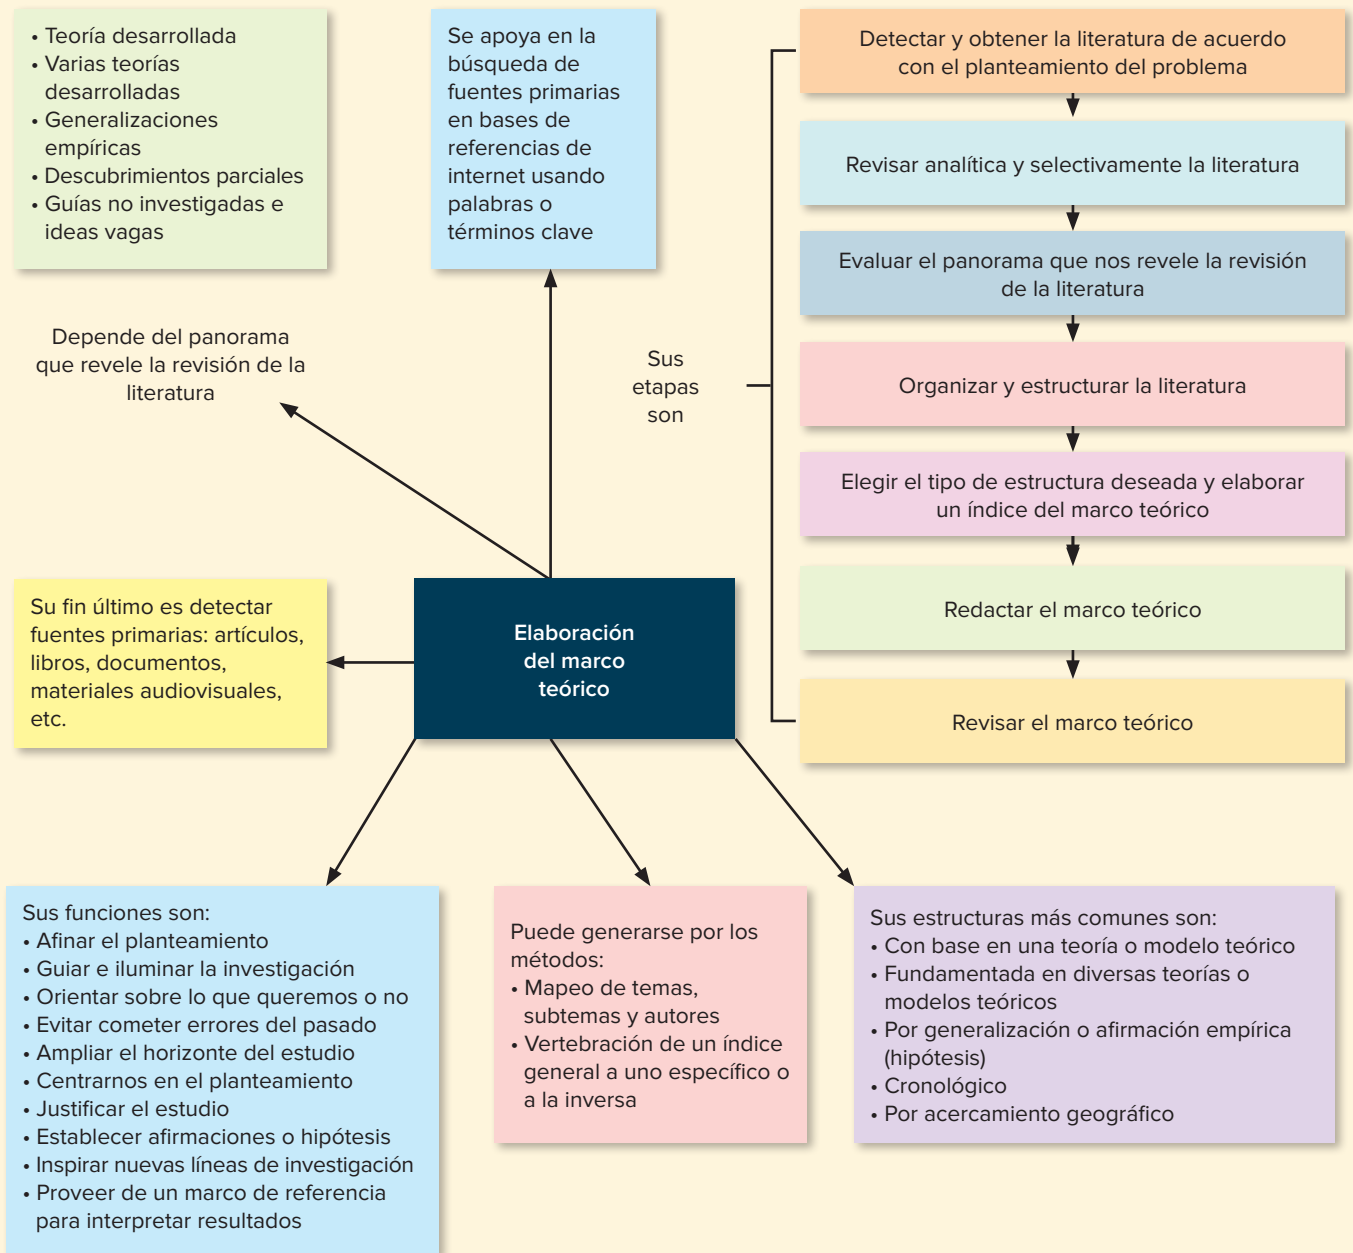 • Teoría desarrollada
• Varias teorías
desarrolladas
• Generalizaciones
empíricas
• Descubrimientos parciales
• Guías no investigadas e
ideas vagas
Se apoya en la
búsqueda de
fuentes primarias
en bases de
referencias de
internet usando
palabras o
términos clave
Depende del panorama
que revele la revisión de la
literatura
Sus
etapas
son
Detectar y obtener la literatura de acuerdo
con el planteamiento del problema
Revisar analítica y selectivamente la literatura
Evaluar el panorama que nos revele la revisión
de la literatura
Organizar y estructurar la literatura
Elegir el tipo de estructura deseada y elaborar
un índice del marco teórico
Redactar el marco teórico
Revisar el marco teórico
Su fin último es detectar
fuentes primarias: artículos,
libros, documentos,
materiales audiovisuales,
etc.
Elaboración
del marco
teórico
Sus funciones son:
• Afinar el planteamiento
• Guiar e iluminar la investigación
• Orientar sobre lo que queremos o no
• Evitar cometer errores del pasado
• Ampliar el horizonte del estudio
• Centrarnos en el planteamiento
• Justificar el estudio
• Establecer afirmaciones o hipótesis
• Inspirar nuevas líneas de investigación
• Proveer de un marco de referencia
para interpretar resultados
Puede generarse por los
métodos:
• Mapeo de temas,
subtemas y autores
• Vertebración de un índice
general a uno específico o
a la inversa
Sus estructuras más comunes son:
• Con base en una teoría o modelo teórico
• Fundamentada en diversas teorías o
modelos teóricos
• Por generalización o afirmación empírica
(hipótesis)
• Cronológico
• Por acercamiento geográfico